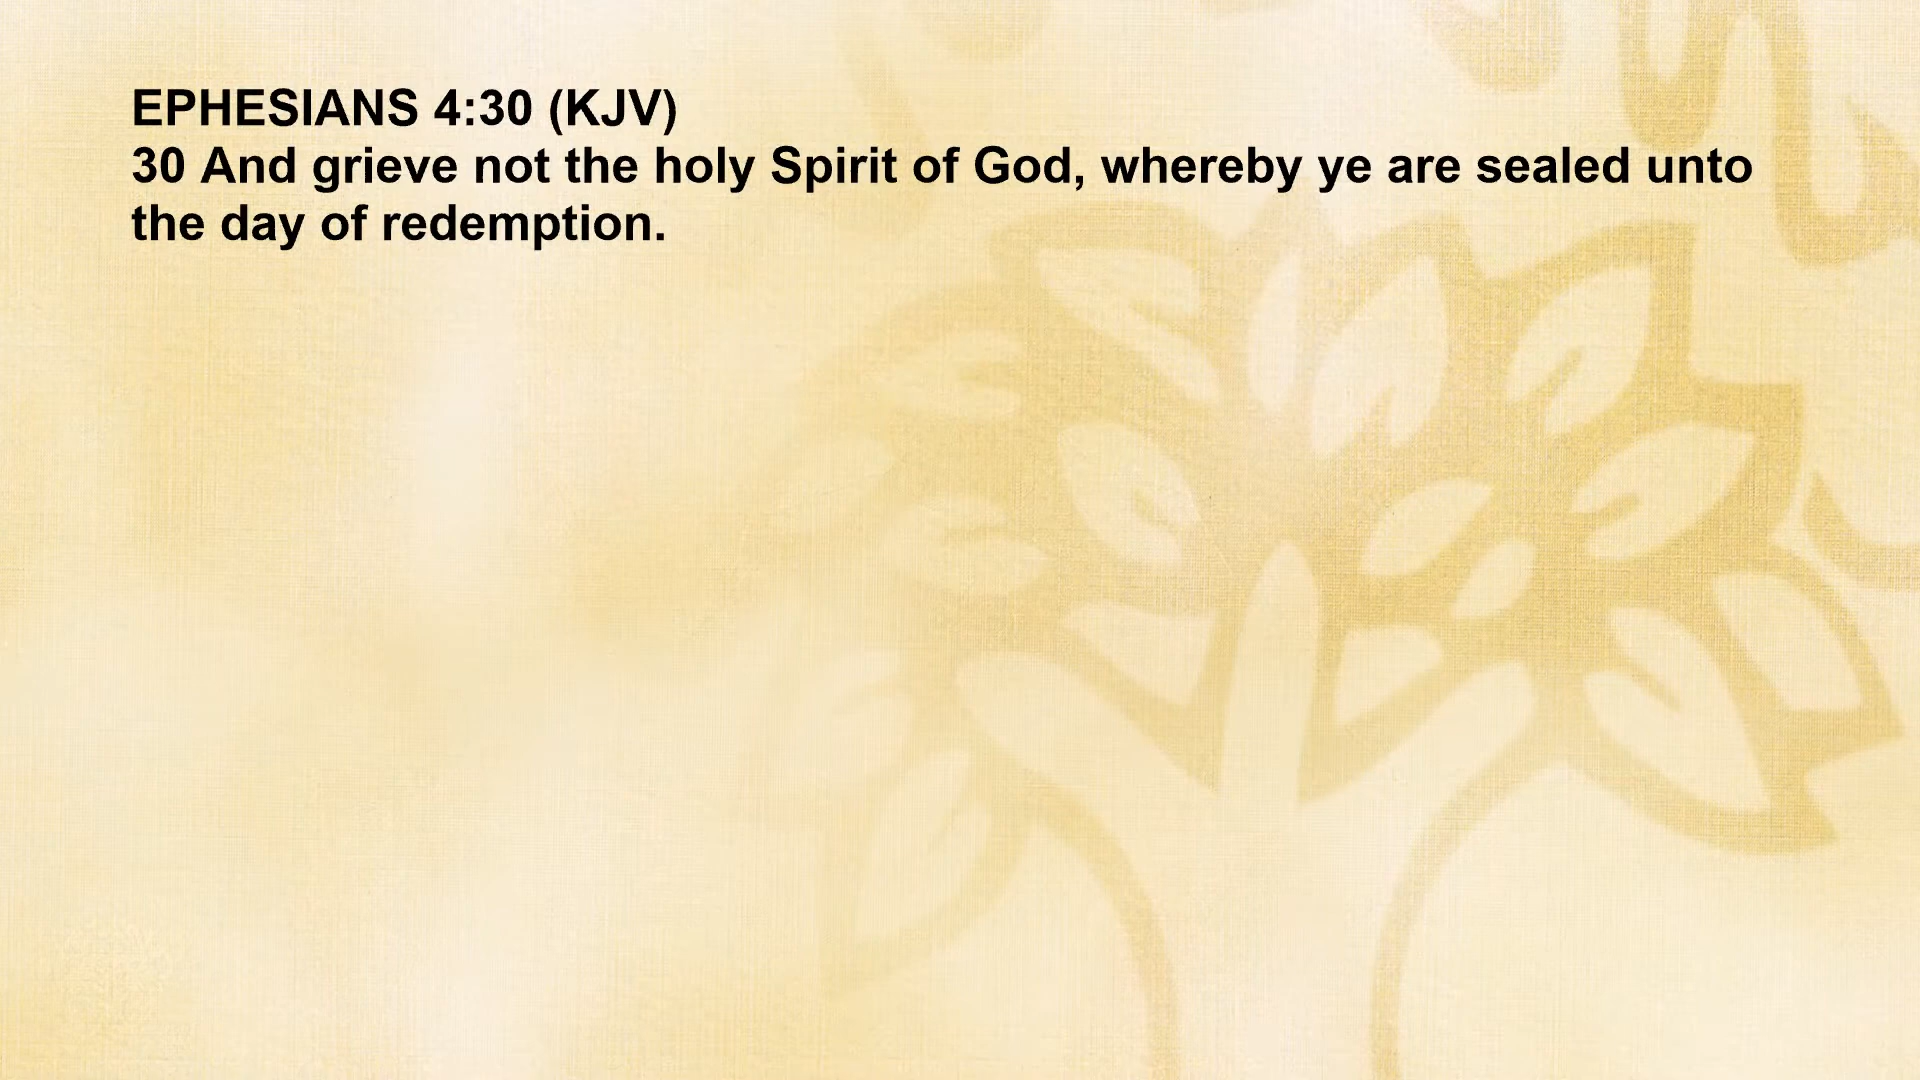 EPHESIANS 4:30 (KJV)
30 And grieve not the holy Spirit of God, whereby ye are sealed unto
the day of redemption.